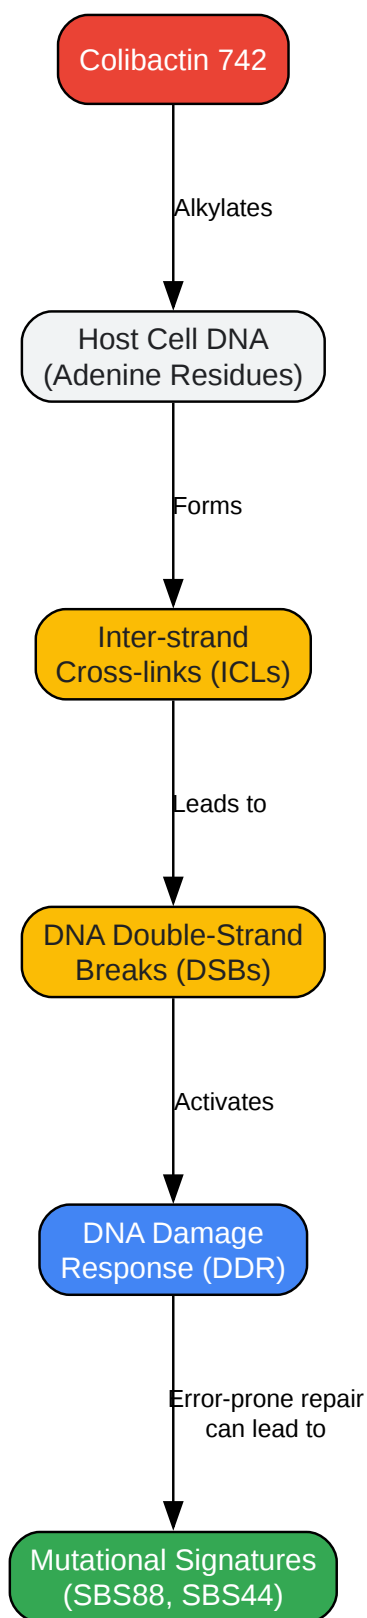 Colibactin 742
Alkylates
Host Cell DNA
(Adenine Residues)
Forms
Inter-strand
Cross-links (ICLs)
Leads to
DNA Double-Strand
Breaks (DSBs)
Activates
DNA Damage
Response (DDR)
Error-prone repair
can lead to
Mutational Signatures
(SBS88, SBS44)